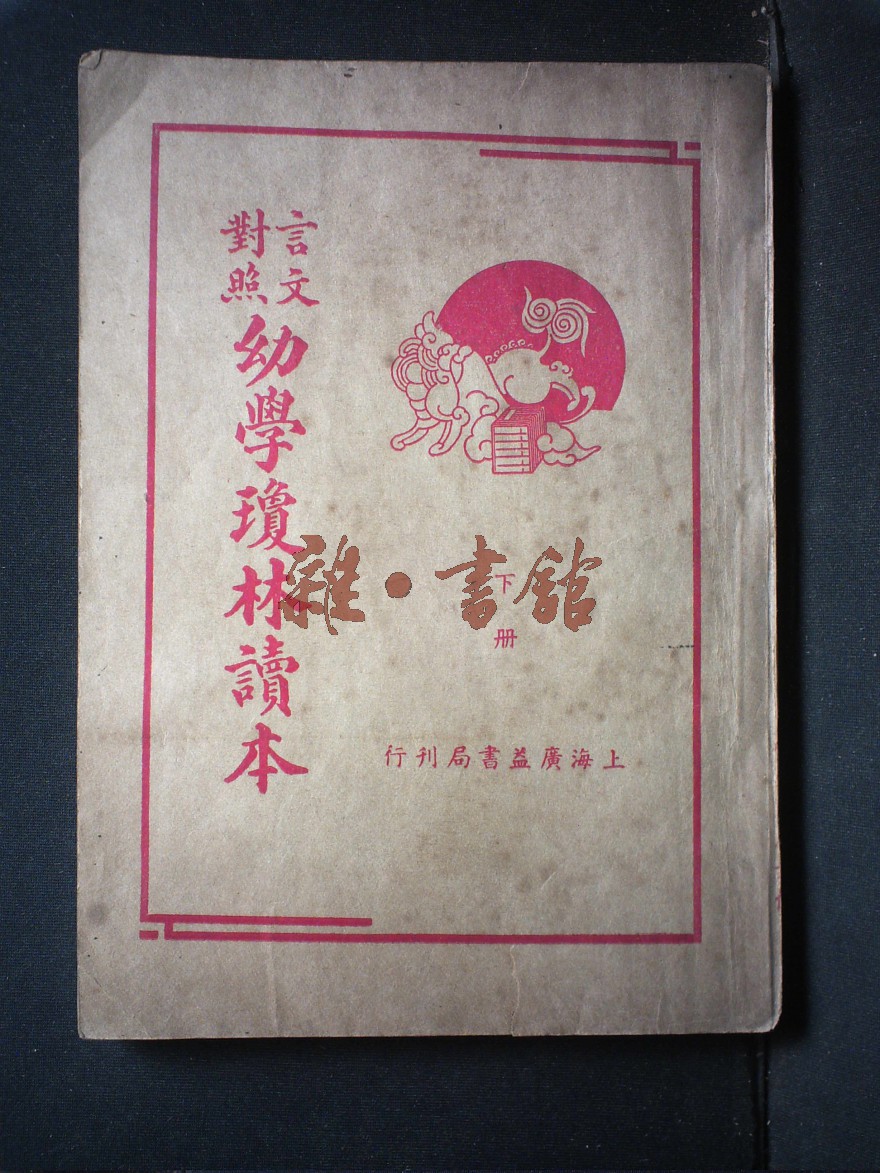 言文對照
幼學瓊林讀本
下冊
上海廣益書局刊行
雜·書館